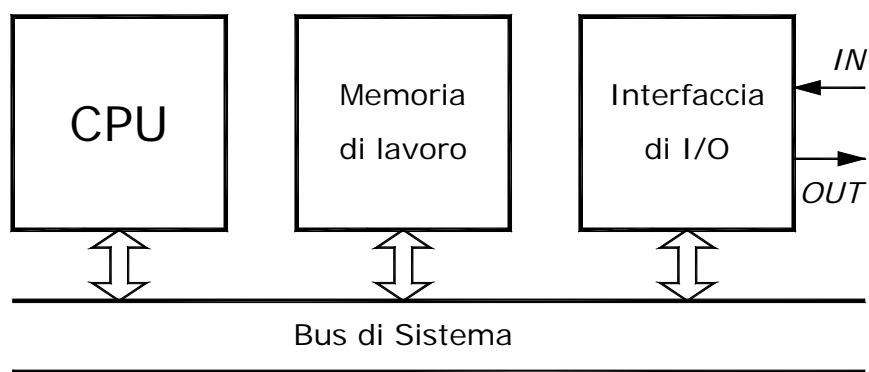 CPU
Memoria
di lavoro
Interfaccia
di I/O
IN
OUT
Bus di Sistema